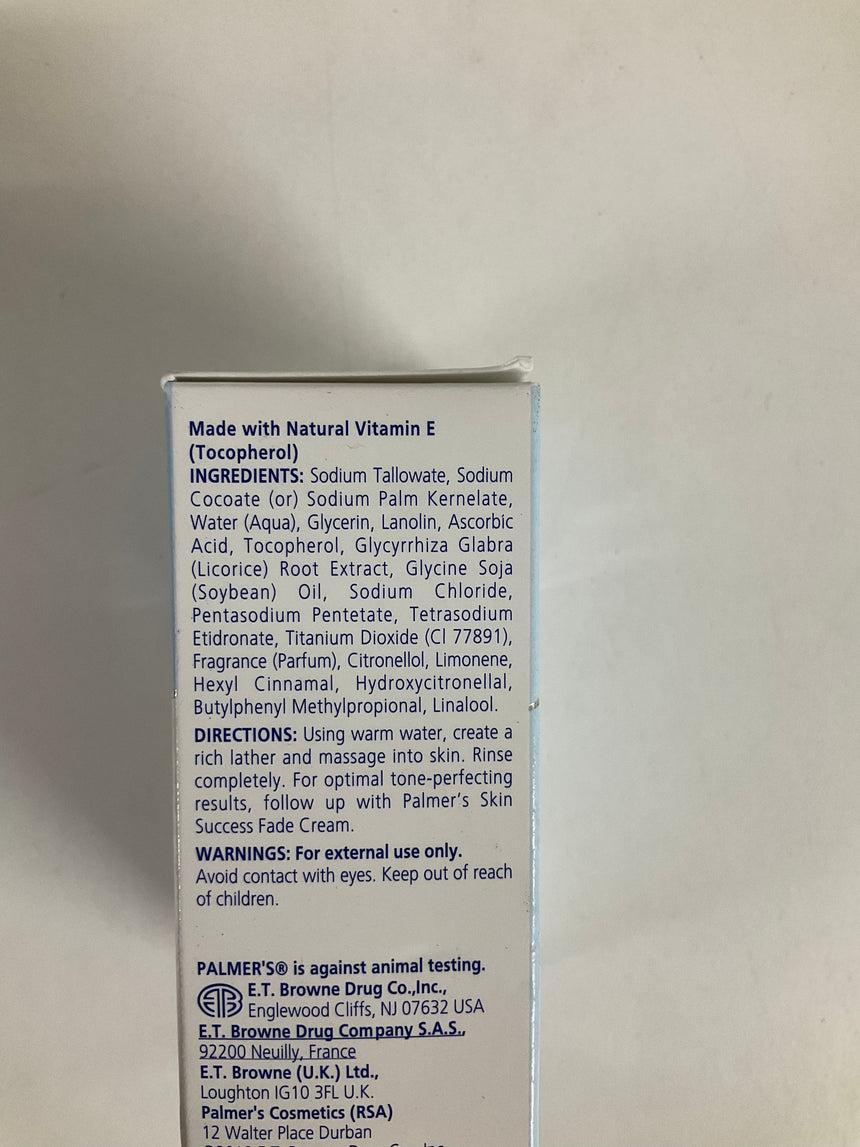 Made with Natural Vitamin E
(Tocopherol)
INGREDIENTS: Sodium Tallowate, Sodium
Cocoate (or) Sodium Palm Kernelate,
Water (Aqua), Glycerin, Lanolin, Ascorbic
Acid, Tocopherol, Glycyrrhiza Glabra
(Licorice) Root Extract, Glycine Soja
(Soybean) Oil, Sodium Chloride,
Pentasodium Pentetate, Tetrasodium
Etidronate, Titanium Dioxide (CI 77891),
Fragrance (Parfum), Citronellol, Limonene,
Hexyl Cinnamal, Hydroxycitronellal,
Butylphenyl Methylpropional, Linalool.
DIRECTIONS: Using warm water, create a
rich lather and massage into skin. Rinse
completely. For optimal tone-perfecting
results, follow up with Palmer's Skin
Success Fade Cream.
WARNINGS: For external use only.
Avoid contact with eyes. Keep out of reach
of children.
PALMER'S® is against animal testing.
ETB E.T. Browne Drug Co.,Inc.,
Englewood Cliffs, NJ 07632 USA
E.T. Browne Drug Company S.A.S.,
92200 Neuilly, France
E.T. Browne (U.K.) Ltd.,
Loughton IG10 3FL U.K.
Palmer's Cosmetics (RSA)
12 Walter Place Durban